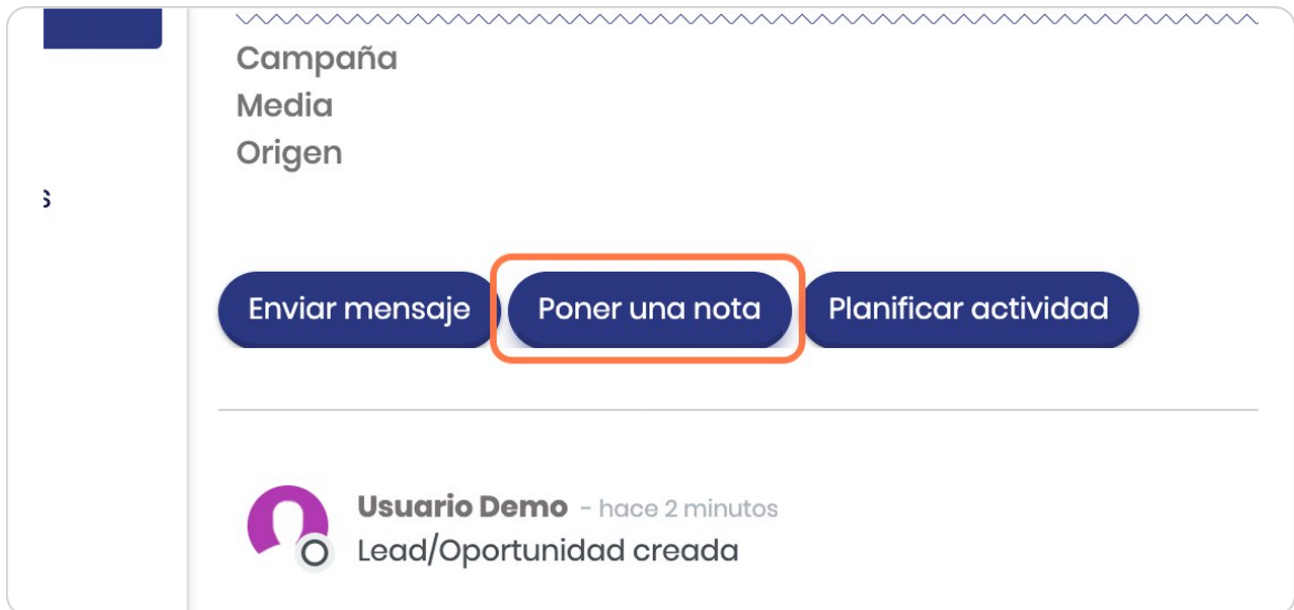 Campaña
Media
Origen
s
Enviar mensaje Poner una nota Planificar actividad
Usuario Demo - hace 2 minutos
Lead/Oportunidad creada